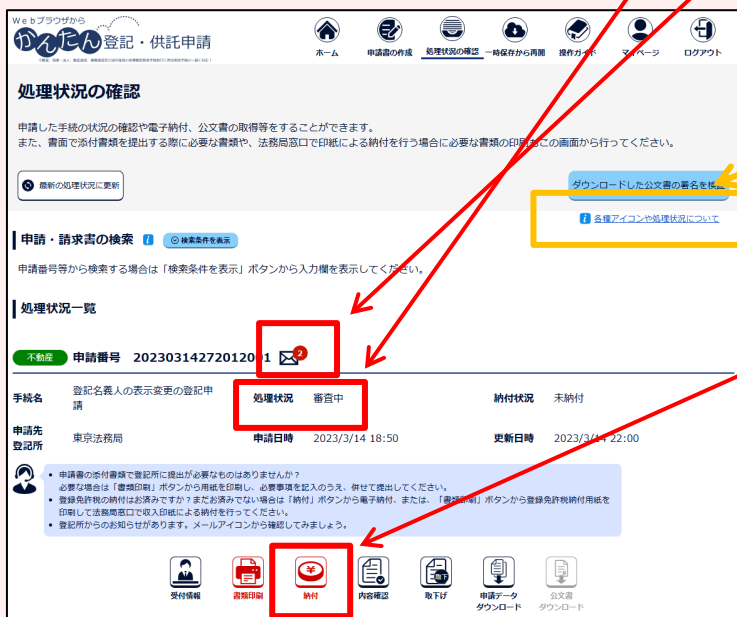 Webブラウザから
かんたん登記・供託申請
ホーム 申請書の作成 処理状況の確認 一時保存から再開 操作ガイド マイページ ログアウト
処理状況の確認
申請した手続の状況の確認や電子納付、公文書の取得等をすることができます。
また、書面で添付書類を提出する際に必要な書類や、法務局窓口で印紙による納付を行う場合に必要な書類の印刷もこの画面から行ってください。
最新の処理状況に更新
ダウンロードした公文書の署名を検証
各種アイコンや処理状況について
申請・請求書の検索 検索条件を表示
申請番号等から検索する場合は「検索条件を表示」ボタンから入力欄を表示してください。
処理状況一覧
不動産 申請番号 20230314272012001 2
手続名 登記名義人の表示変更の登記申請 処理状況 審査中 納付状況 未納付
申請先登記所 東京法務局 申請日時 2023/3/14 18:50 更新日時 2023/3/14 22:00
• 申請書の添付書類で登記所に提出が必要なものはありませんか？
必要な場合は「書類印刷」ボタンから用紙を印刷し、必要事項を記入のうえ、併せて提出してください。
• 登録免許税の納付はお済みですか？まだお済みでない場合は「納付」ボタンから電子納付、または、「書類印刷」ボタンから登録免許税納付用紙を
印刷して法務局窓口で収入印紙による納付を行ってください。
• 登記所からのお知らせがあります。メールアイコンから確認してみましょう。
受付情報 書類印刷 納付 内容確認 取下げ 申請データ 公文書
ダウンロード ダウンロード